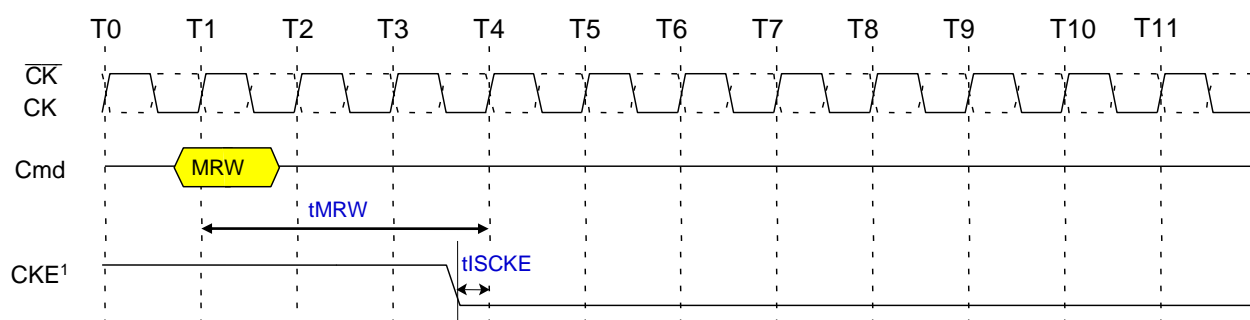 T0 T1 T2 T3 T4 T5 T6 T7 T8 T9 T10 T11
CK
CK
Cmd MRW
tMRW
CKE1 tISCKE